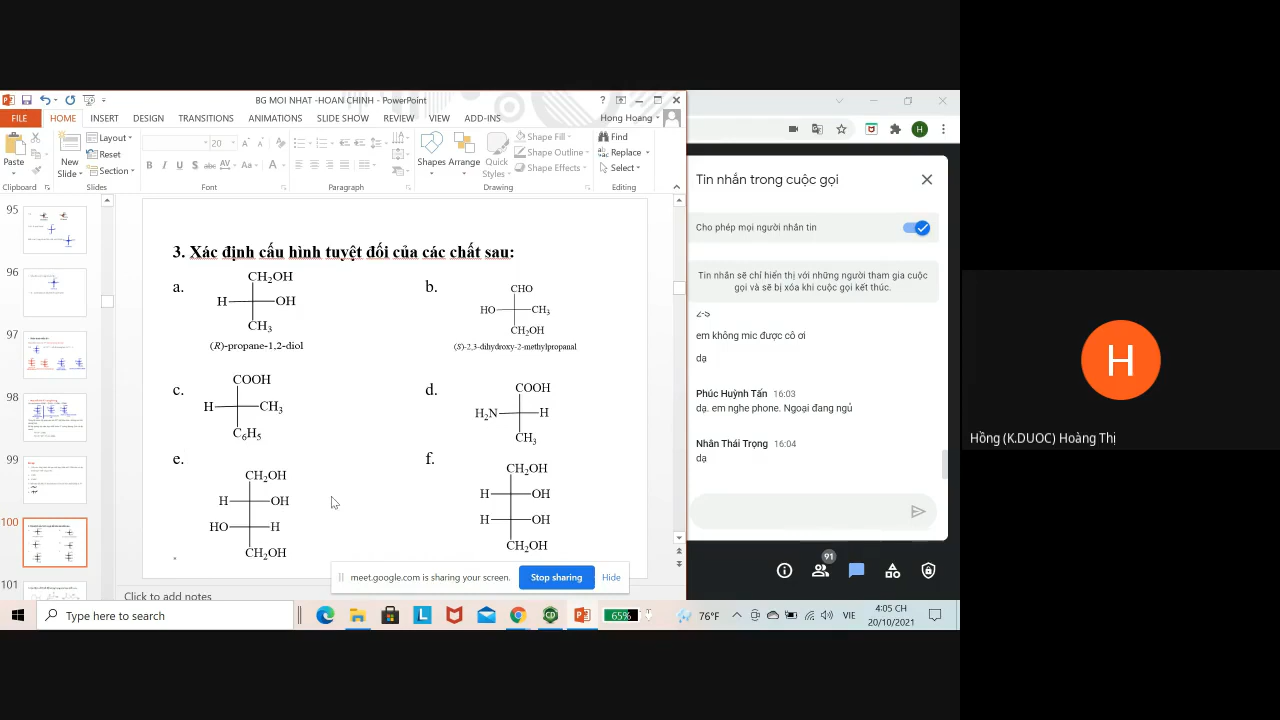 BG MOI NHAT -HOAN CHINH - PowerPoint
FILE HOME INSERT DESIGN TRANSITIONS ANIMATIONS SLIDE SHOW REVIEW VIEW ADD-INS Hong Hoang
Paste
New Slide
Layout
Reset
Section
20
Shapes Arrange Quick Styles
Shape Fill
Shape Outline
Shape Effects
Find
Replace
Select
Clipboard Slides Font Paragraph Drawing Editing
95
96
97
98
99
100
101
3. Xác định cấu hình tuyệt đối của các chất sau:
a.
CH₂OH
H OH
CH₃
(R)-propane-1,2-diol
b.
CHO
HO CH₃
CH₂OH
(S)-2,3-dihydroxy-2-methylpropanal
c.
COOH
H CH₃
C₆H₅
d.
COOH
H₂N H
CH₃
e.
CH₂OH
H OH
HO H
CH₂OH
f.
CH₂OH
H OH
H OH
CH₂OH
meet.google.com is sharing your screen. Stop sharing Hide
Click to add notes
Tin nhắn trong cuộc gọi
Cho phép mọi người nhắn tin
Tin nhắn sẽ chỉ hiển thị với những người tham gia cuộc
gọi và sẽ bị xóa khi cuộc gọi kết thúc.
em không mic được cô ơi
dạ
Phúc Huỳnh Tấn 16:03
dạ. em nghe phone. Ngoại đang ngủ
Nhân Thái Trọng 16:04
dạ
91
H
Hồng (K.DUOC) Hoàng Thị
Type here to search
65%
76°F
VIE
4:05 CH
20/10/2021